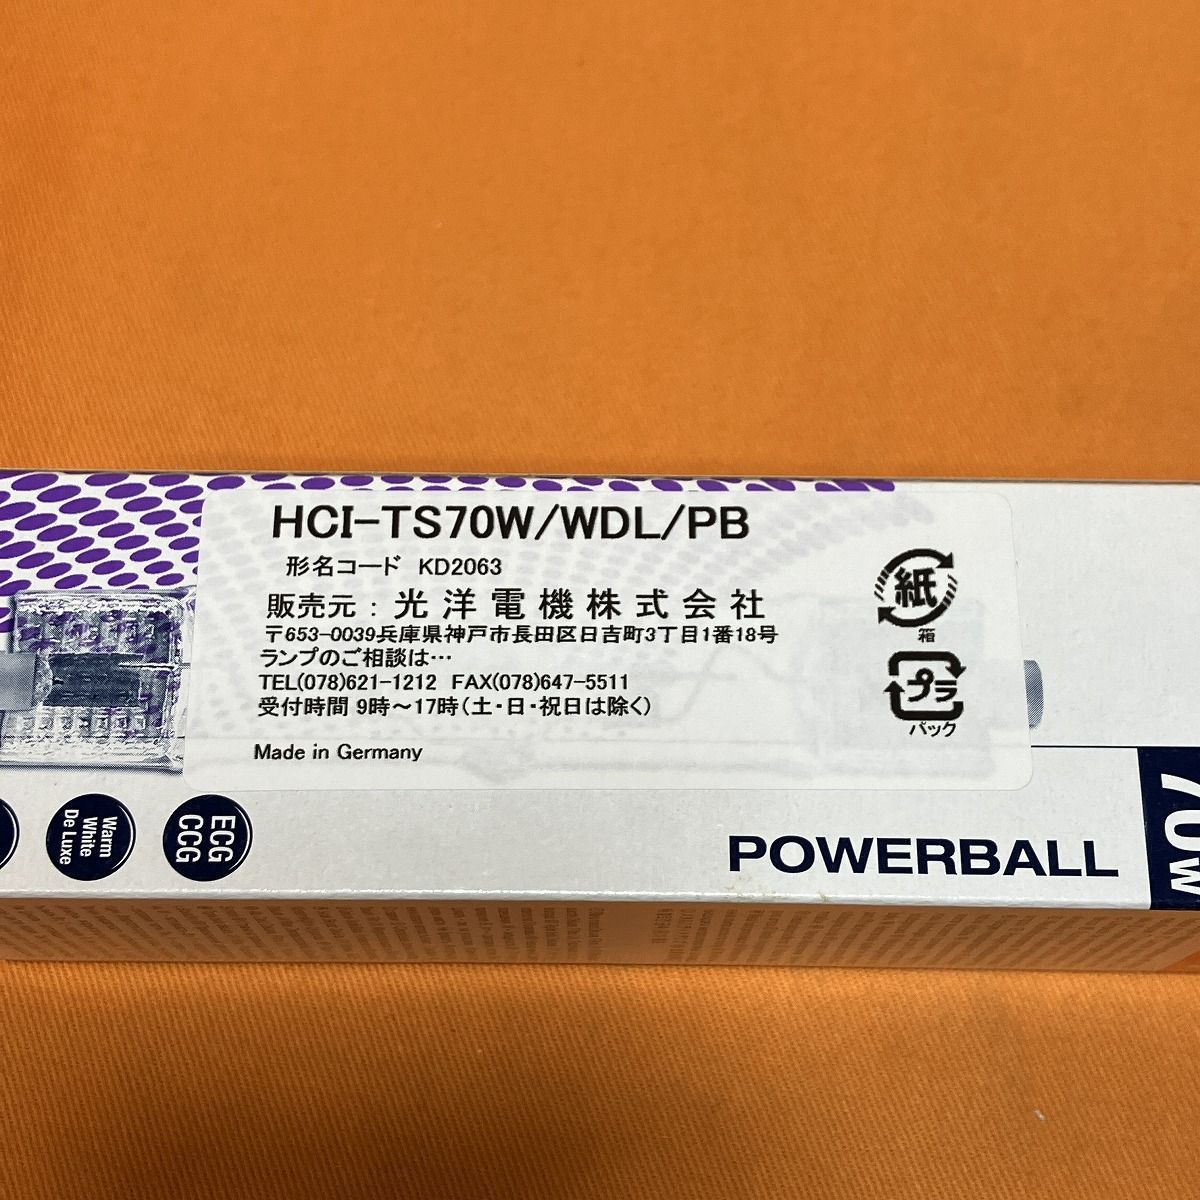 HCI-TS70W/WDL/PB
形名コード KD2063
販売元：光洋電機株式会社
〒653-0039兵庫県神戸市長田区日吉町3丁目1番18号
ランプのご相談は…
TEL(078)621-1212 FAX(078)647-5511
受付時間 9時～17時(土・日・祝日は除く)
Made in Germany
紙
箱
プラ
パック
Warm
White
De Luxe
ECG
CCG
POWERBALL
70W